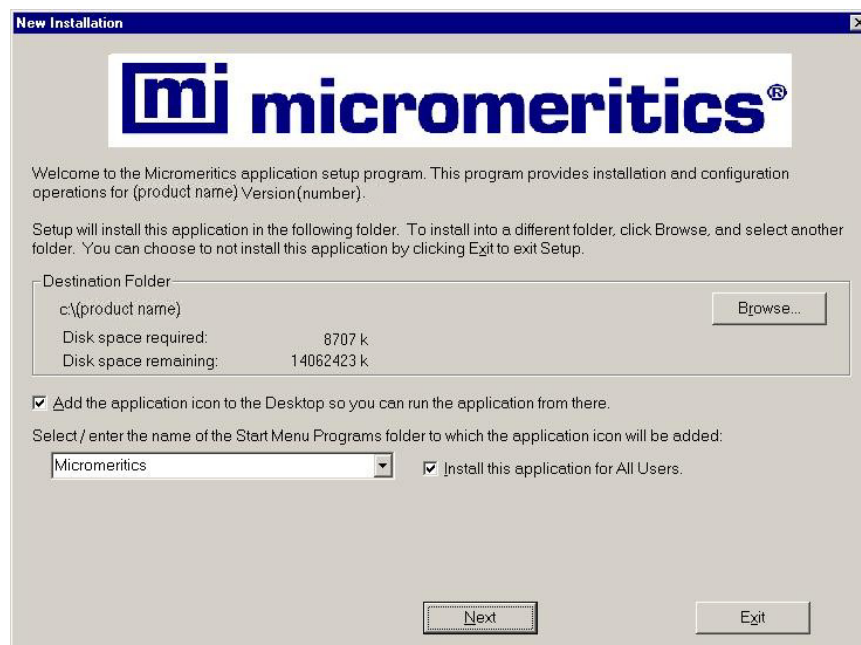 New Installation
mi micromeritics®
Welcome to the Micromeritics application setup program. This program provides installation and configuration
operations for (product name) Version(number).
Setup will install this application in the following folder. To install into a different folder, click Browse, and select another
folder. You can choose to not install this application by clicking Exit to exit Setup.
Destination Folder
c:\(product name)
Browse...
Disk space required: 8707 k
Disk space remaining: 14062423 k
Add the application icon to the Desktop so you can run the application from there.
Select / enter the name of the Start Menu Programs folder to which the application icon will be added:
Micromeritics
Install this application for All Users.
Next
Exit